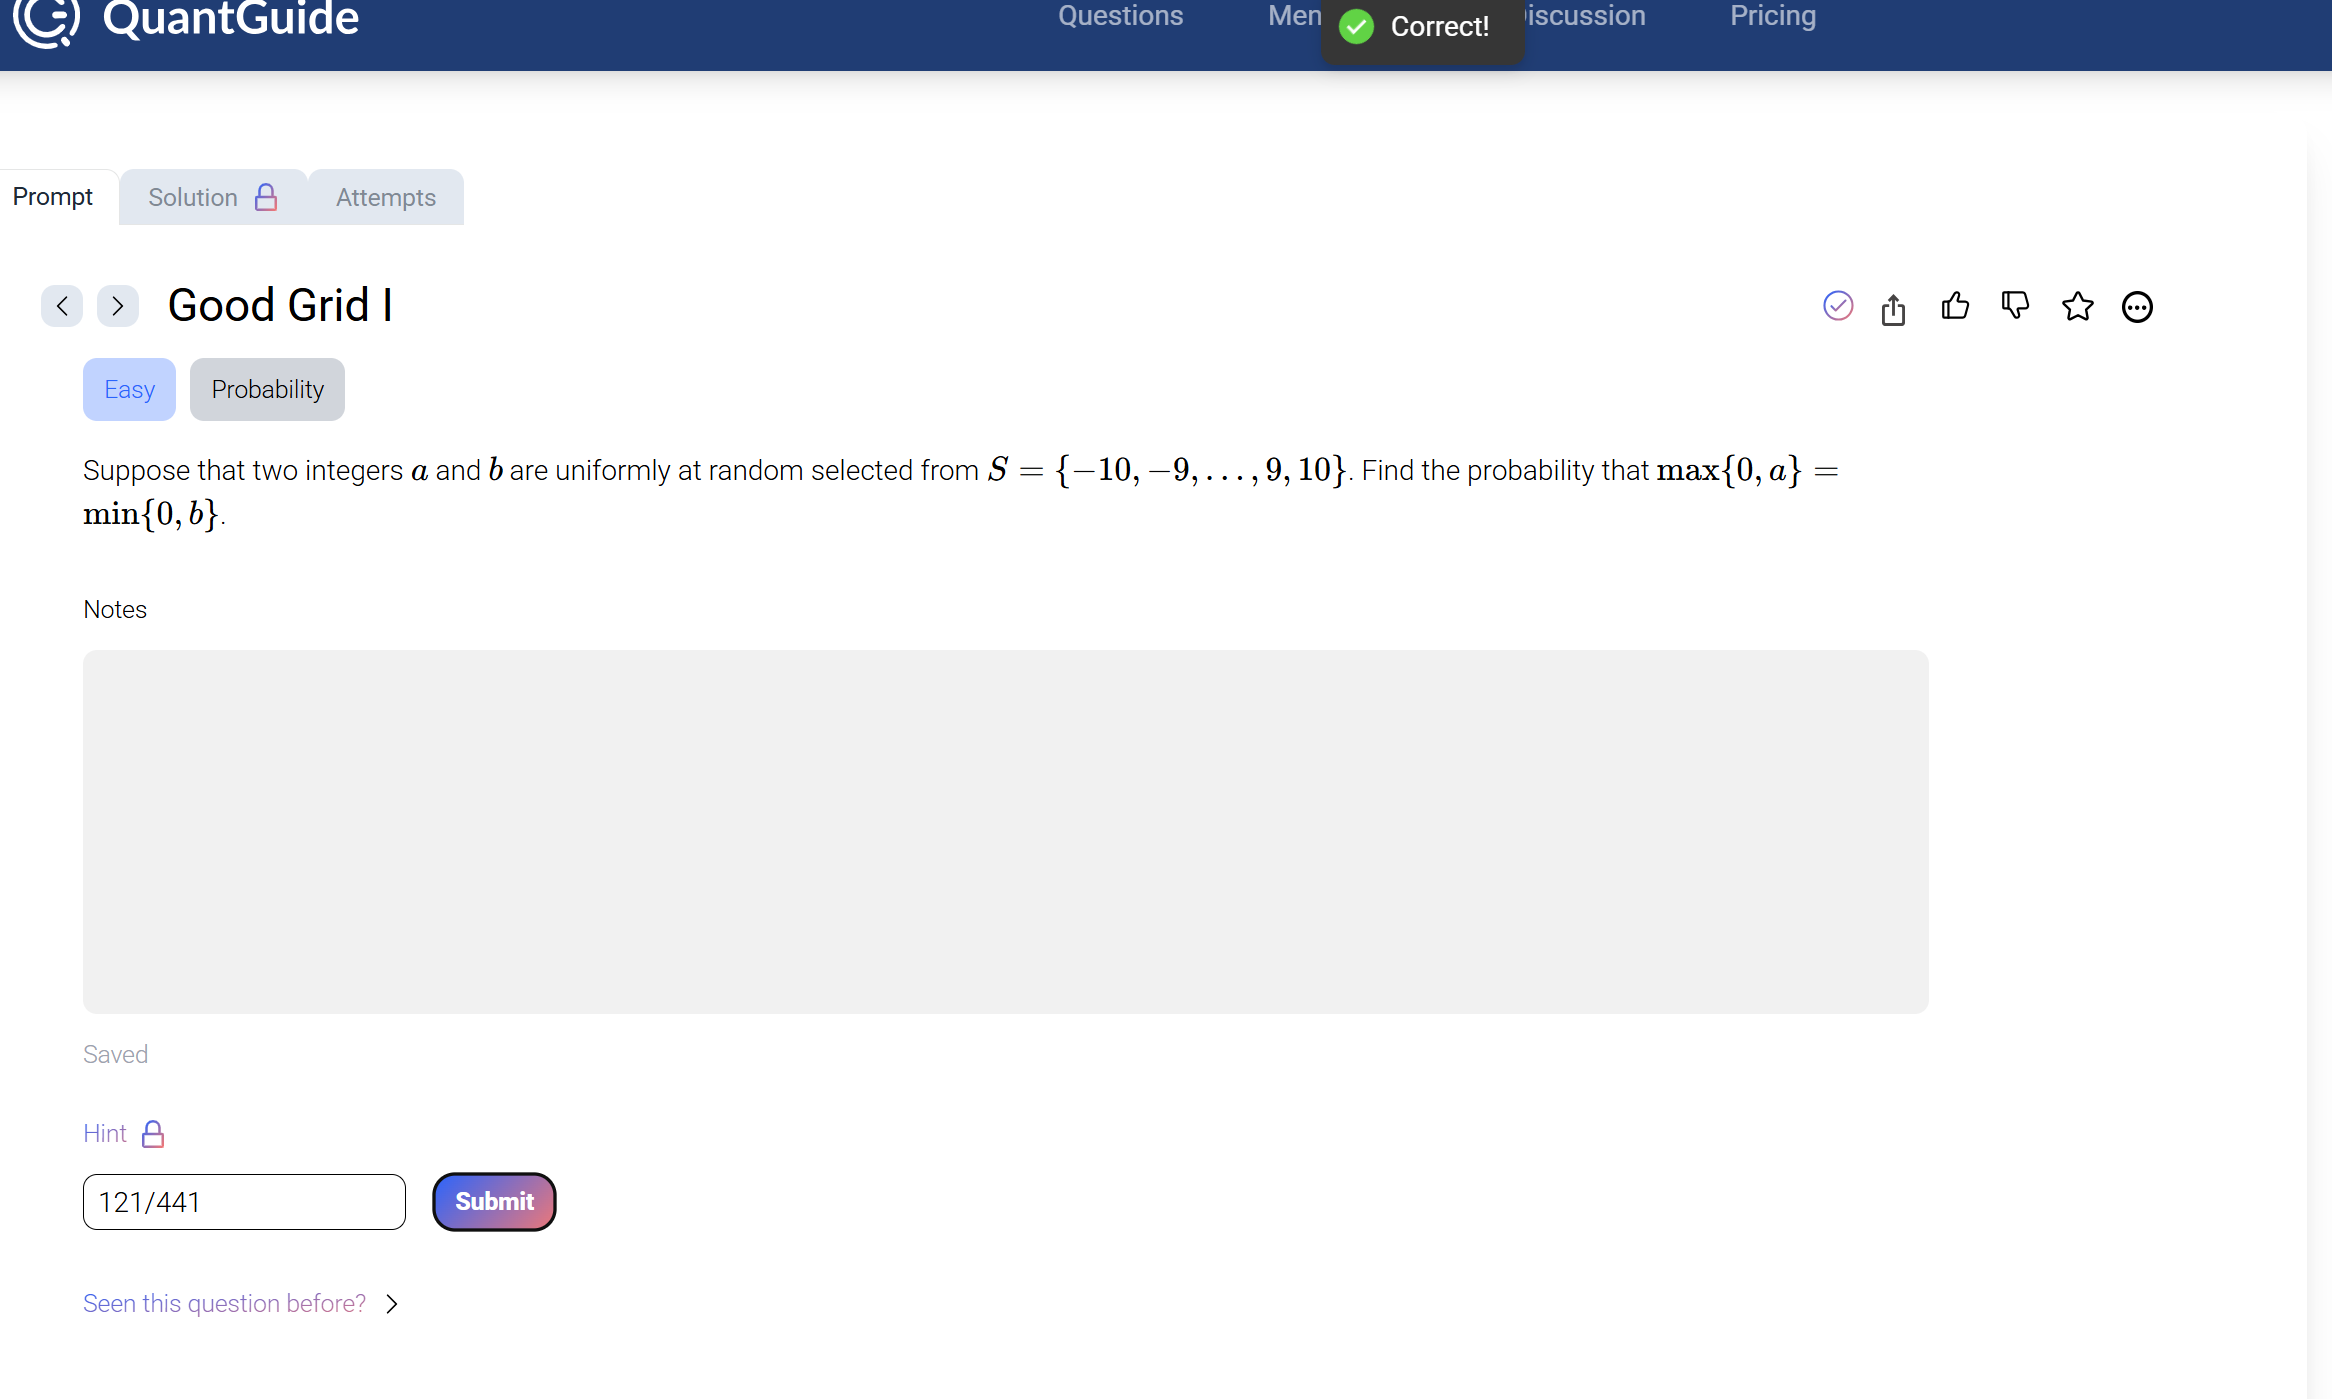 QuantGuide
Questions Men Correct! iscussion Pricing
Prompt Solution Attempts
Good Grid I
Easy Probability
Suppose that two integers a and b are uniformly at random selected from S = {−10, −9, . . . , 9, 10}. Find the probability that max{0, a} =
min{0, b}.
Notes
Saved
Hint
121/441 Submit
Seen this question before?